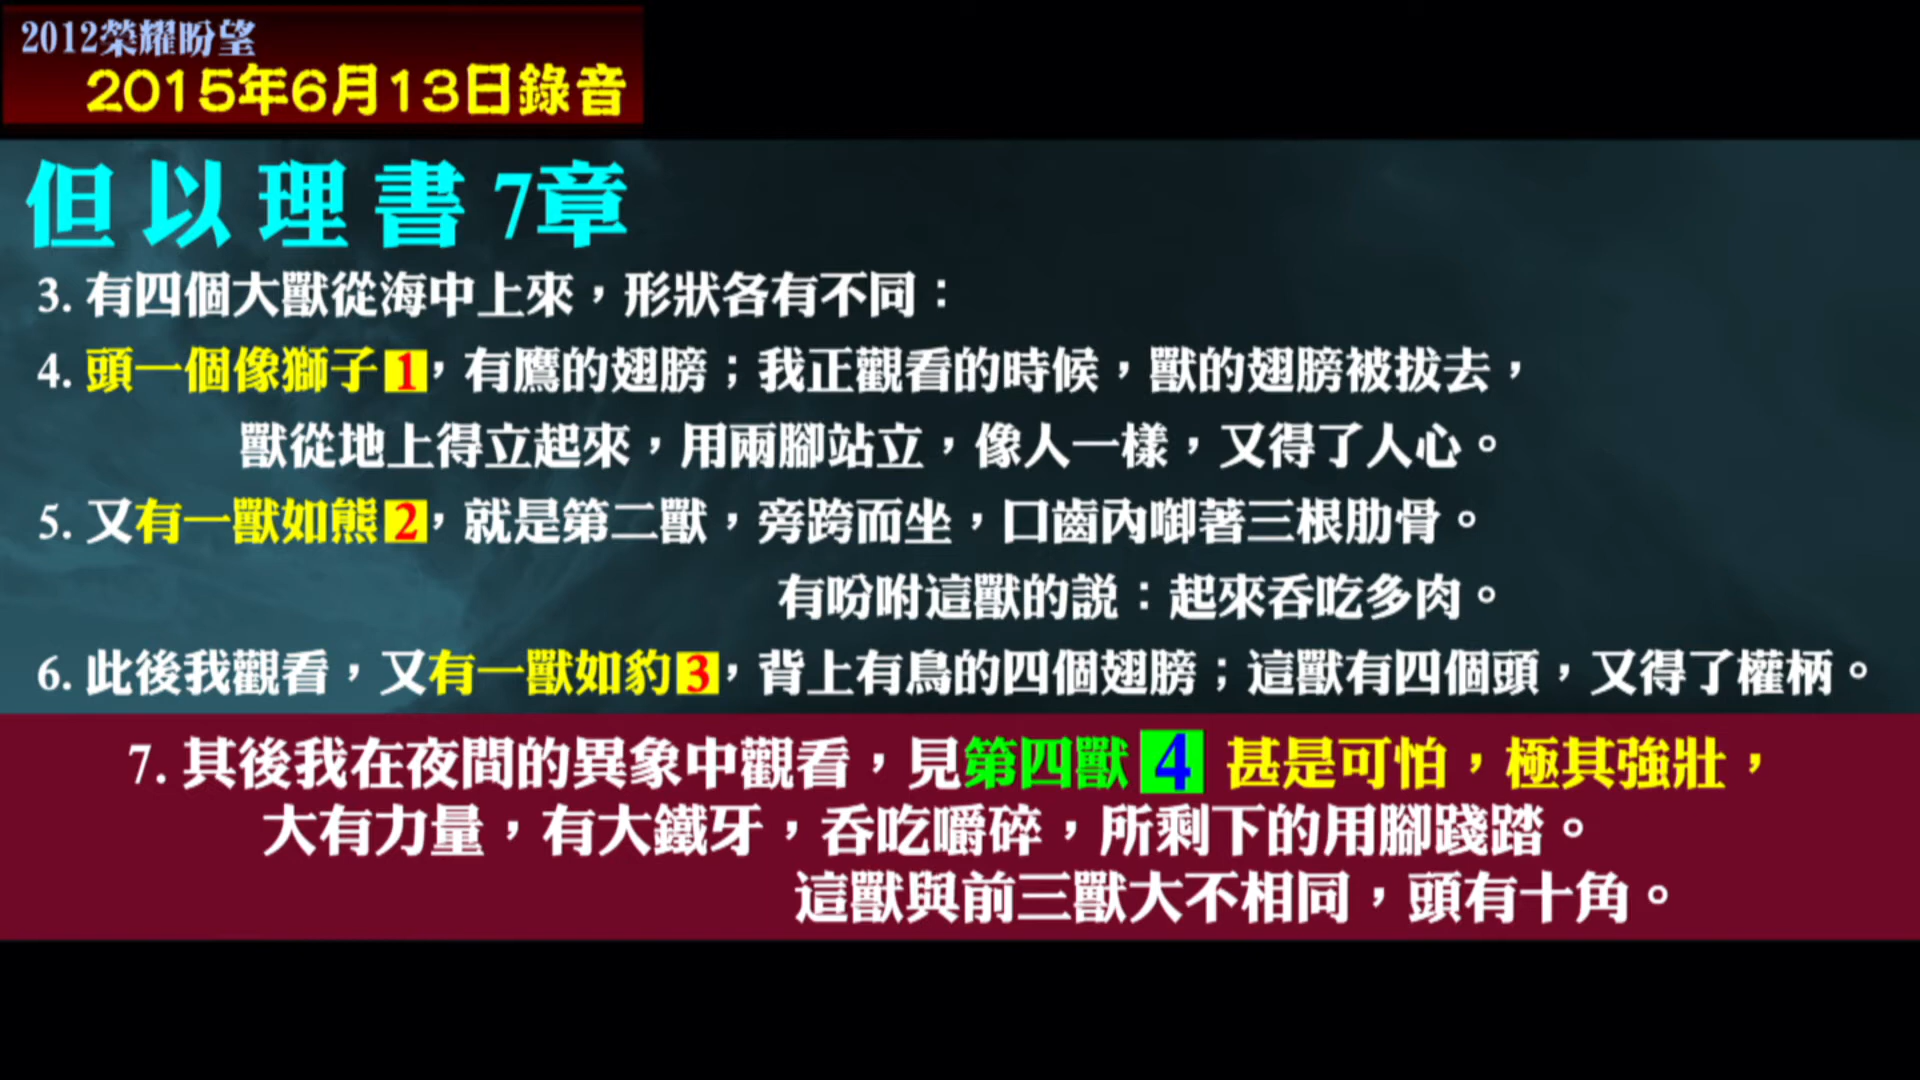 2012榮耀盼望
2015年6月13日錄音
但以理書7章
3. 有四個大獸從海中上來，形狀各有不同：
4. 頭一個像獅子1，有鷹的翅膀；我正觀看的時候，獸的翅膀被拔去，
獸從地上得立起來，用兩腳站立，像人一樣，又得了人心。
5. 又有一獸如熊2，就是第二獸，旁跨而坐，口齒內啣著三根肋骨。
有吩咐這獸的說：起來吞吃多肉。
6. 此後我觀看，又有一獸如豹3，背上有鳥的四個翅膀；這獸有四個頭，又得了權柄。
7. 其後我在夜間的異象中觀看，見第四獸4 甚是可怕，極其強壯，
大有力量，有大鐵牙，吞吃嚼碎，所剩下的用腳踐踏。
這獸與前三獸大不相同，頭有十角。